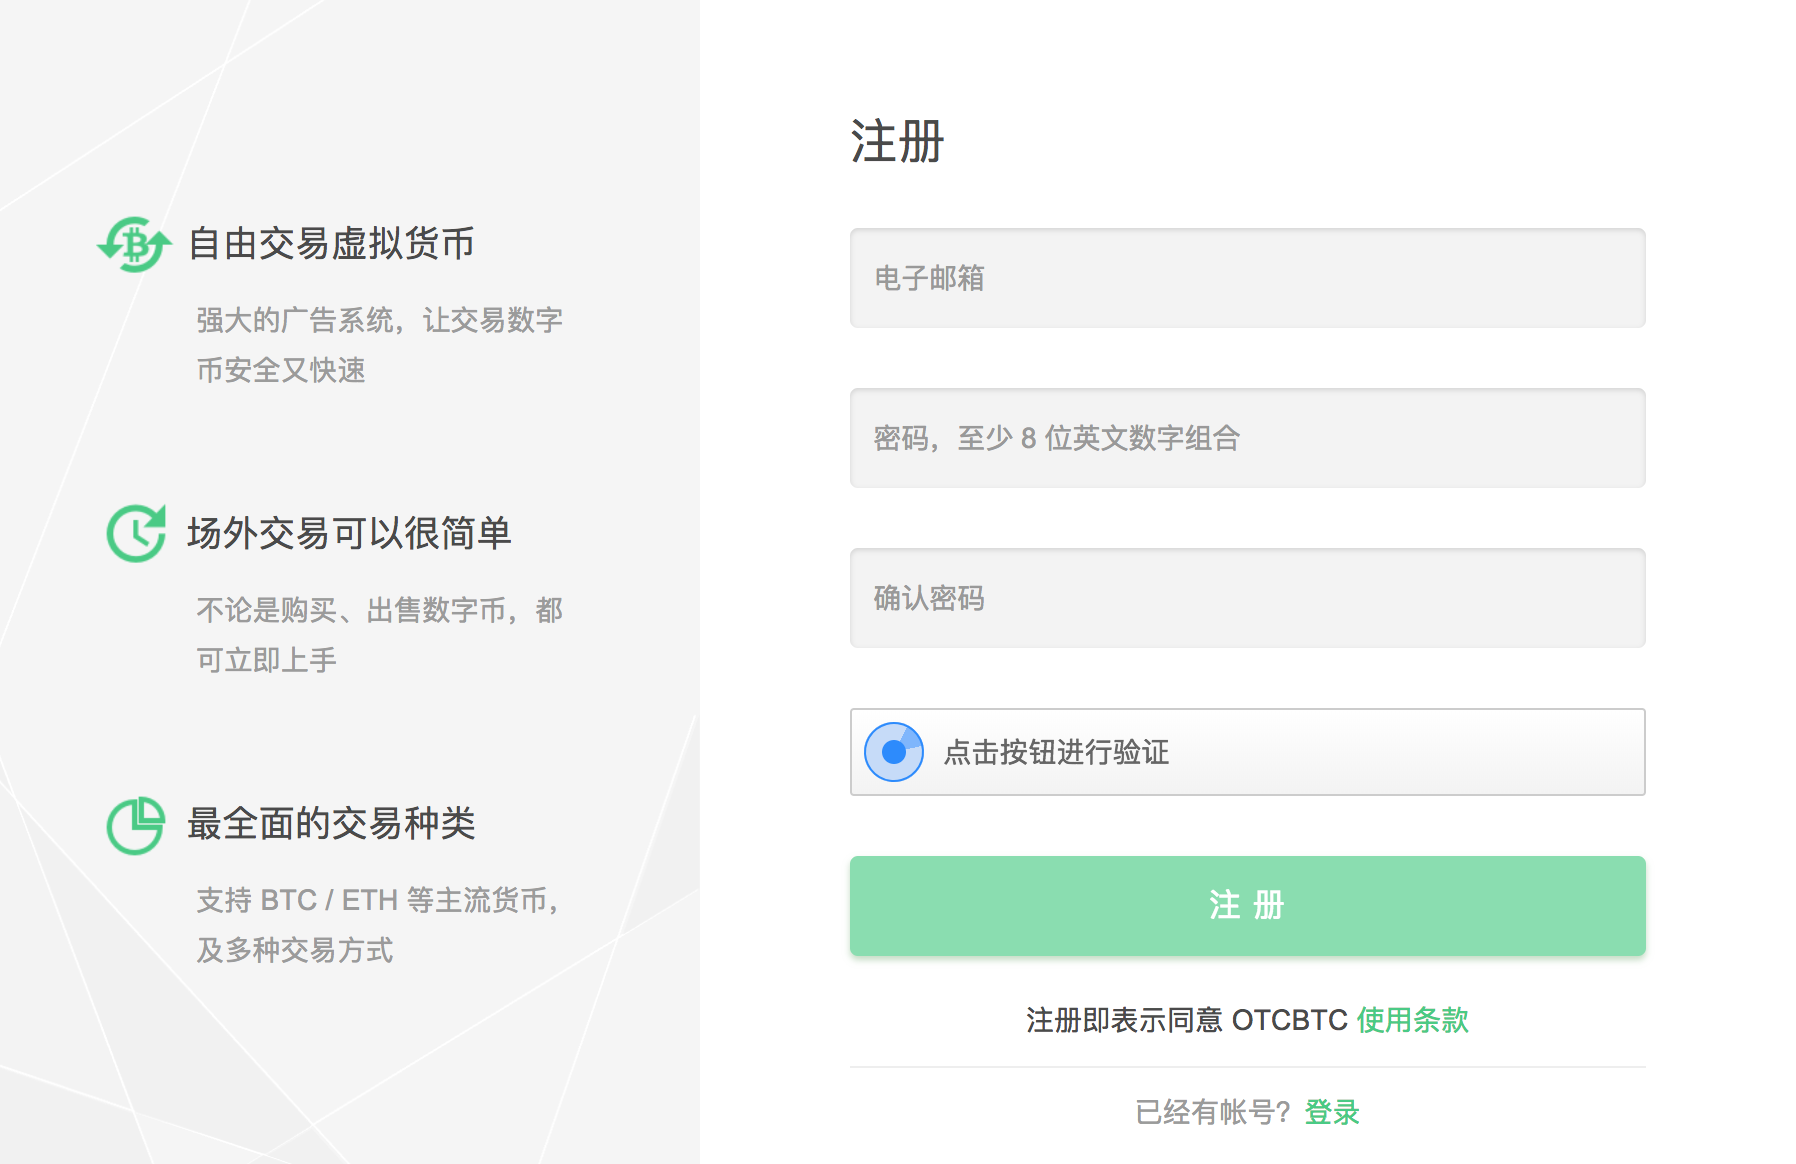 自由交易虚拟货币
强大的广告系统，让交易数字
币安全又快速
场外交易可以很简单
不论是购买、出售数字币，都
可立即上手
最全面的交易种类
支持 BTC / ETH 等主流货币，
及多种交易方式
注册
电子邮箱
密码，至少 8 位英文数字组合
确认密码
点击按钮进行验证
注 册
注册即表示同意 OTCBTC 使用条款
已经有帐号? 登录